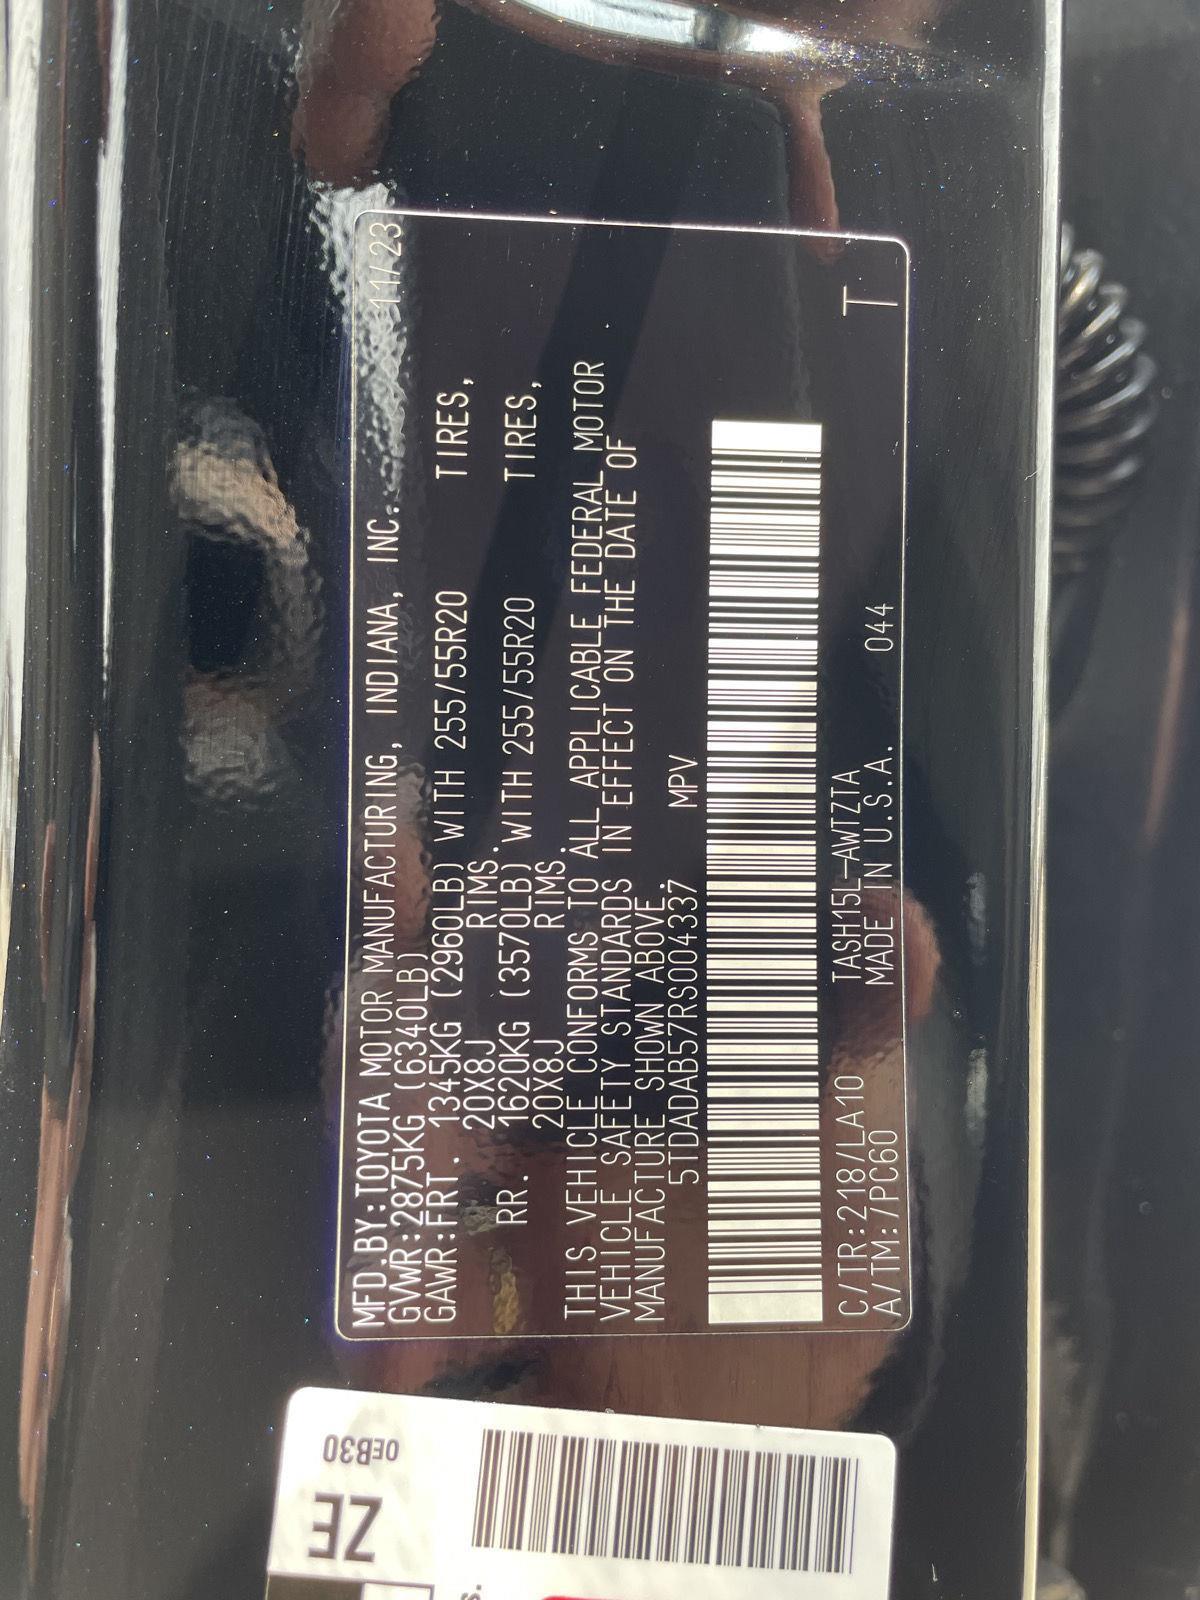 MFD.BY:TOYOTA MOTOR MANUFACTURING, INDIANA, INC. 11/23
GVWR:2875KG(6340LB)
GAWR:FRT. 1345KG (2960LB) WITH 255/55R20 TIRES,
20X8J RIMS.
RR. 1620KG (3570LB) WITH 255/55R20 TIRES,
20X8J RIMS.
THIS VEHICLE CONFORMS TO ALL APPLICABLE FEDERAL MOTOR
VEHICLE SAFETY STANDARDS IN EFFECT ON THE DATE OF
MANUFACTURE SHOWN ABOVE.
5TDADAB57RS004337 MPV
C/TR:218/LA10 TASH15L-AWTZTA
A/TM:/PC60 MADE IN U.S.A. 044
T
0EB30
ZE